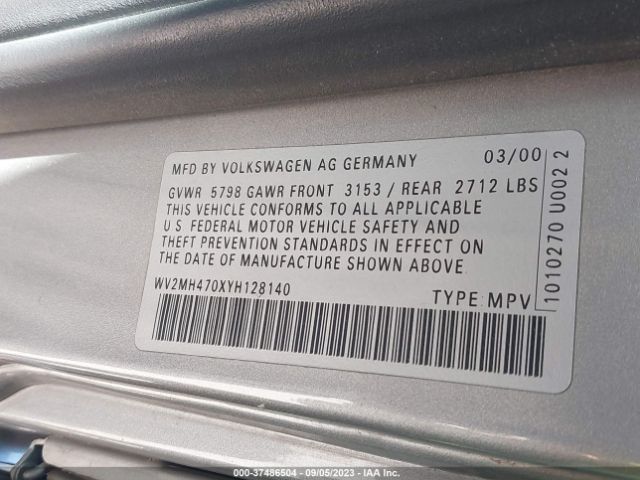 MFD BY VOLKSWAGEN AG GERMANY 03/00
GVWR 5798 GAWR FRONT 3153 / REAR 2712 LBS
THIS VEHICLE CONFORMS TO ALL APPLICABLE
U.S. FEDERAL MOTOR VEHICLE SAFETY AND
THEFT PREVENTION STANDARDS IN EFFECT ON
THE DATE OF MANUFACTURE SHOWN ABOVE.
WV2MH470XYH128140 TYPE: MPV
1010270 U002 2
000-37486504 - 09/05/2023 - IAA Inc.